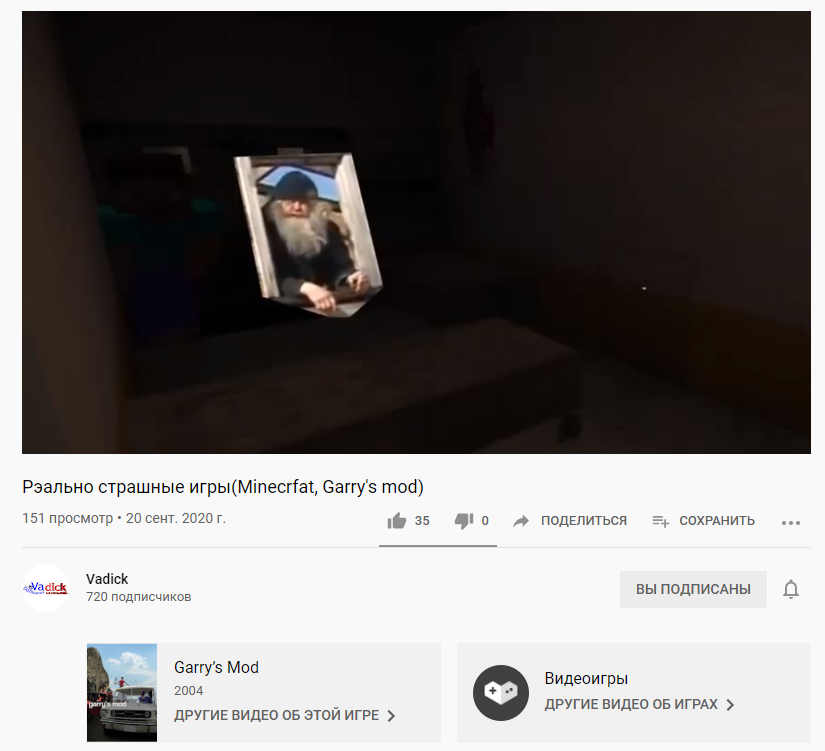 Рэально страшные игры(Minecrfat, Garry's mod)
151 просмотр • 20 сент. 2020 г.
35
0
ПОДЕЛИТЬСЯ
СОХРАНИТЬ
Vadick
Vadick
720 подписчиков
ВЫ ПОДПИСАНЫ
garry's mod
Garry's Mod
2004
ДРУГИЕ ВИДЕО ОБ ЭТОЙ ИГРЕ
Видеоигры
ДРУГИЕ ВИДЕО ОБ ИГРАХ